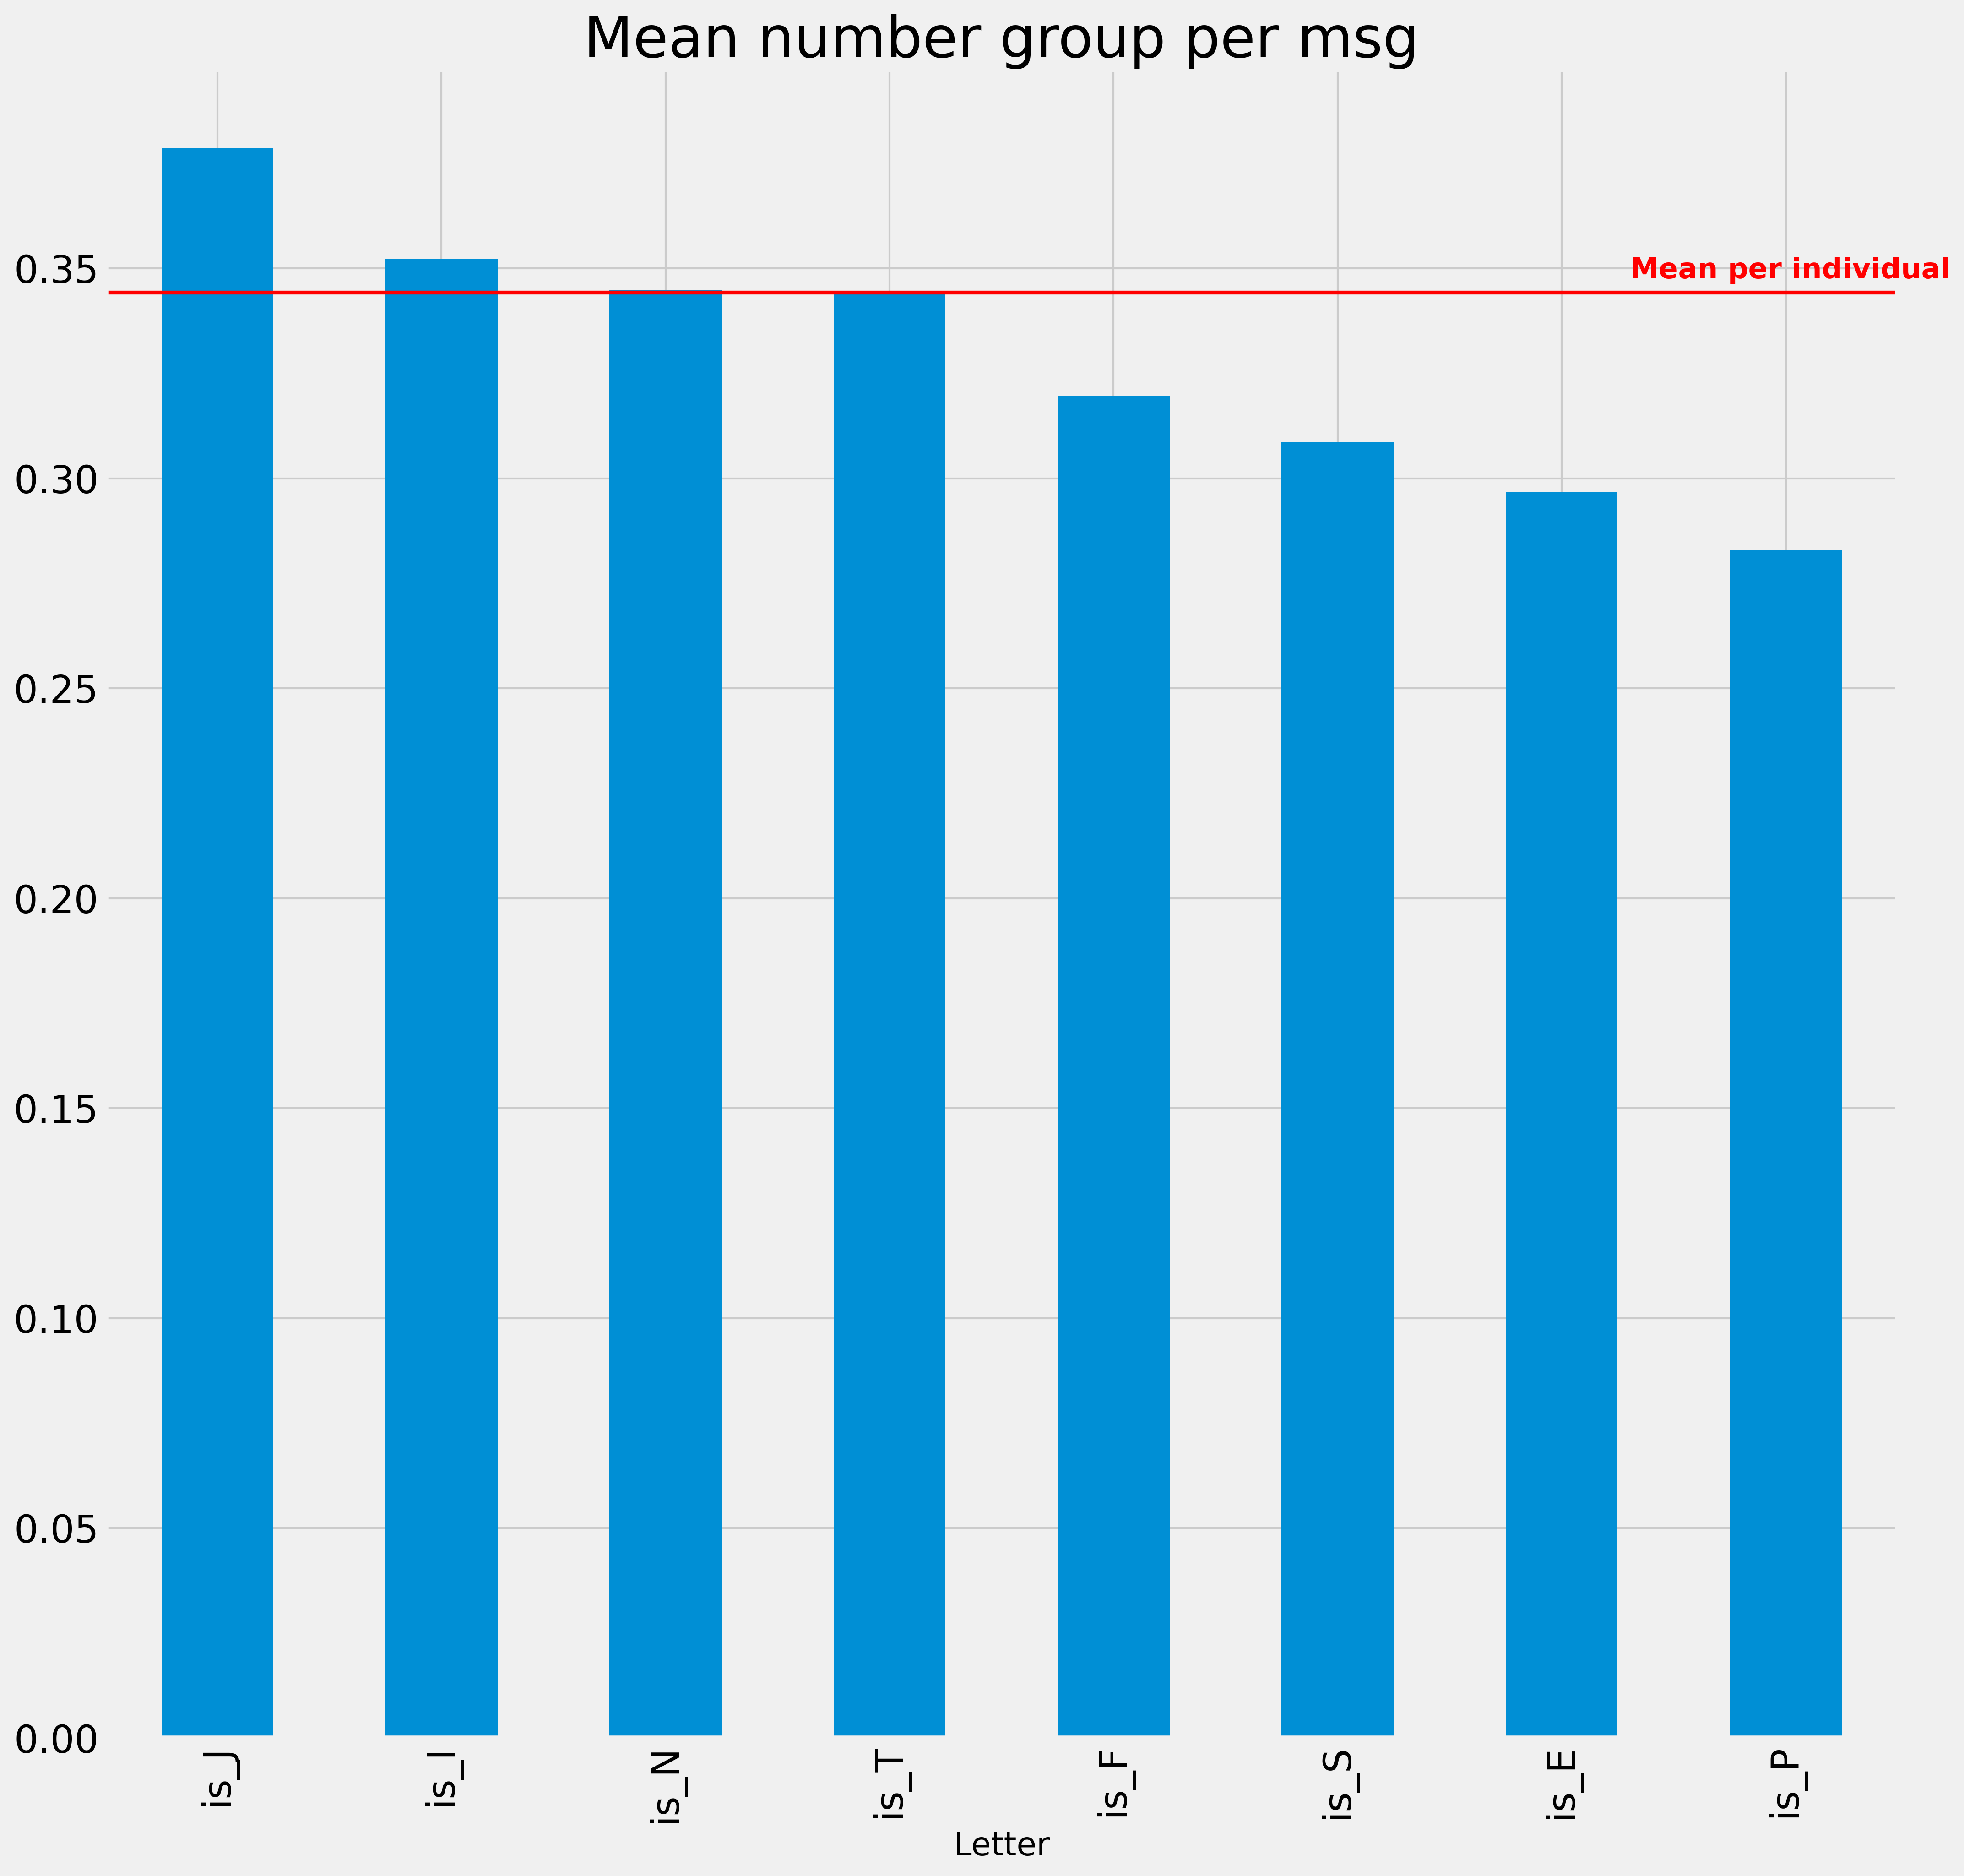 Mean number group per msg
0.35
Mean per individual
0.30
0.25
0.20
0.15
0.10
0.05
0.00
is_J
is_I
is_N
is_T
is_F
is_S
is_E
is_P
Letter